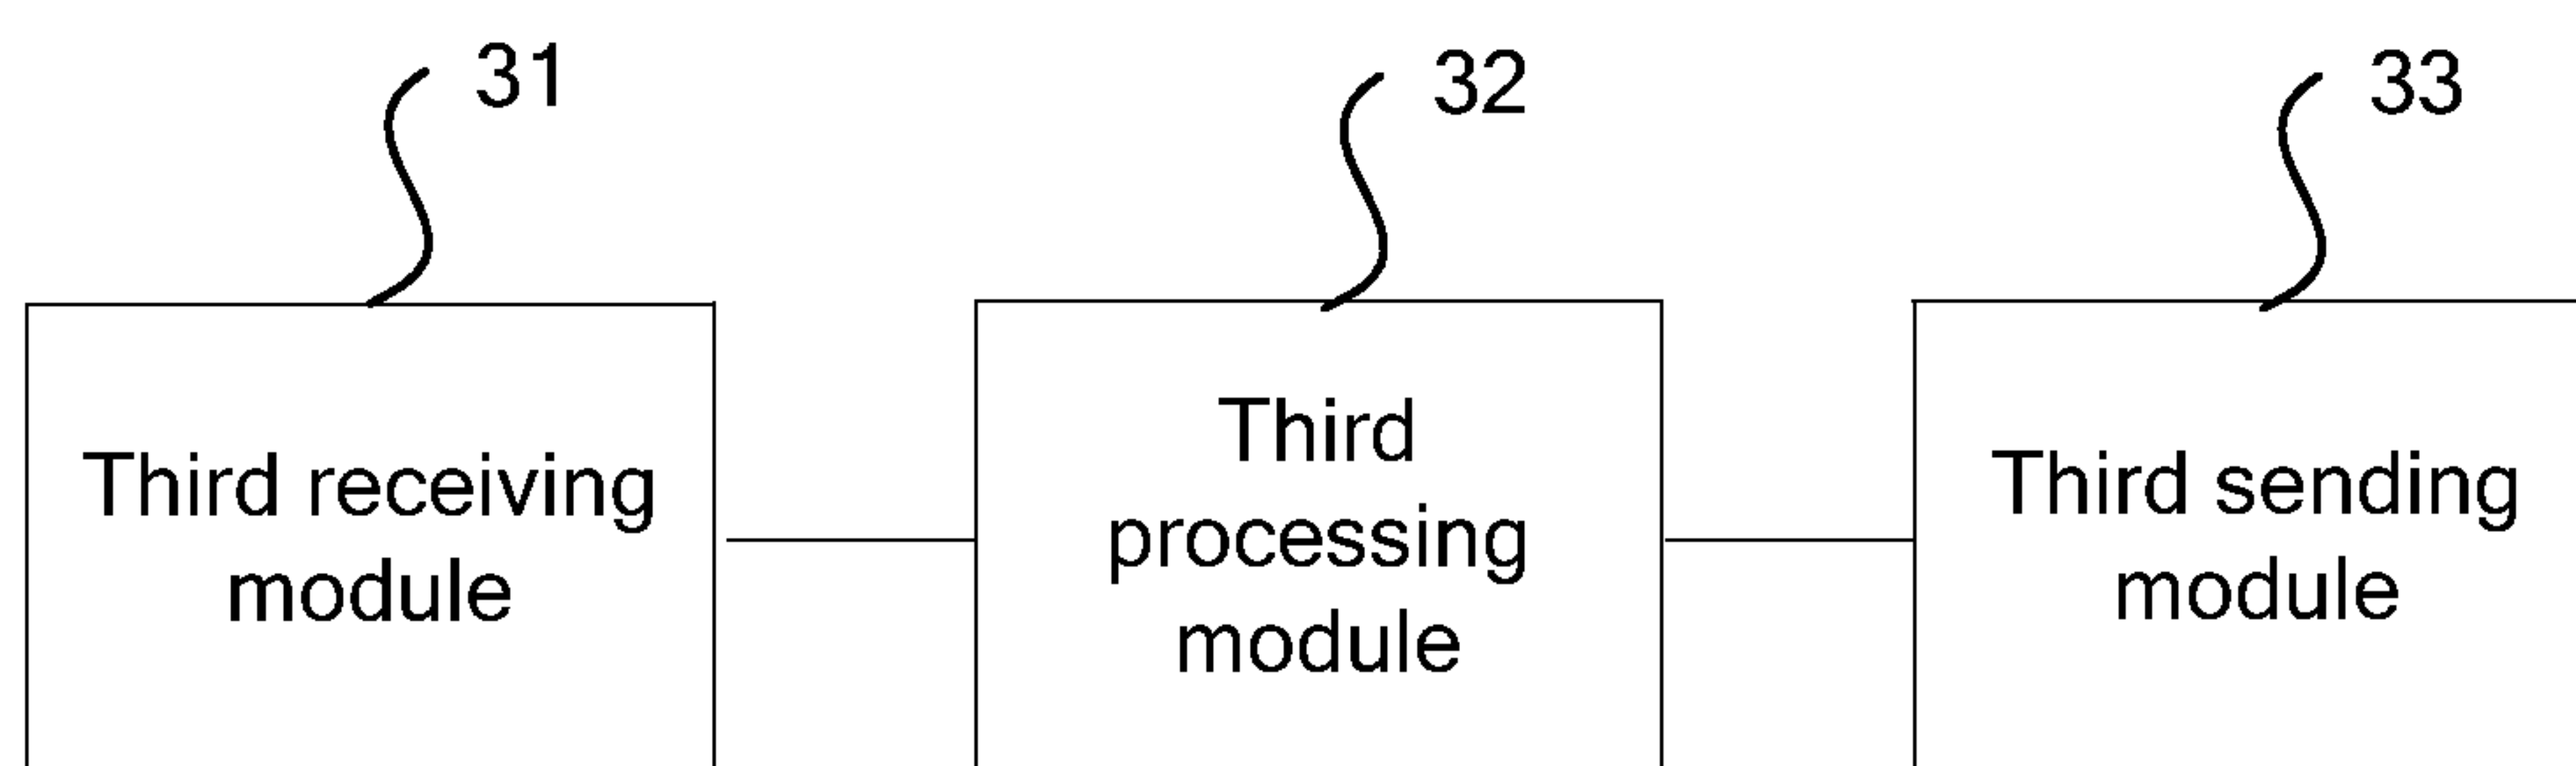 31
32
33
Third receiving
module
Third
processing
module
Third sending
module